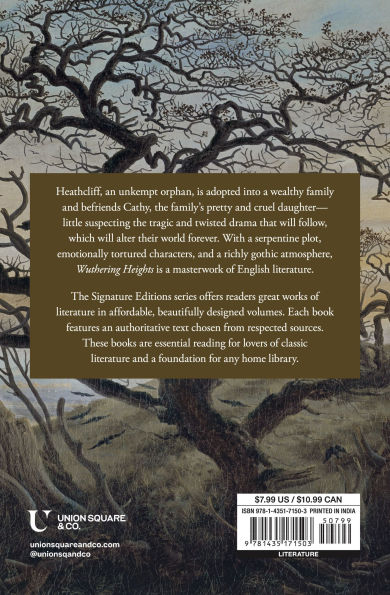 Heathcliff, an unkempt orphan, is adopted into a wealthy family
and befriends Cathy, the family's pretty and cruel daughter—
little suspecting the tragic and twisted drama that will follow,
which will alter their world forever. With a serpentine plot,
emotionally tortured characters, and a richly gothic atmosphere,
Wuthering Heights is a masterwork of English literature.
The Signature Editions series offers readers great works of
literature in affordable, beautifully designed volumes. Each book
features an authoritative text chosen from respected sources.
These books are essential reading for lovers of classic
literature and a foundation for any home library.
U
UNION SQUARE
& CO.
unionsquareandco.com
@unionsqandco
$7.99 US / $10.99 CAN
ISBN 978-1-4351-7150-3 PRINTED IN INDIA
50799
9 781435 171503
LITERATURE